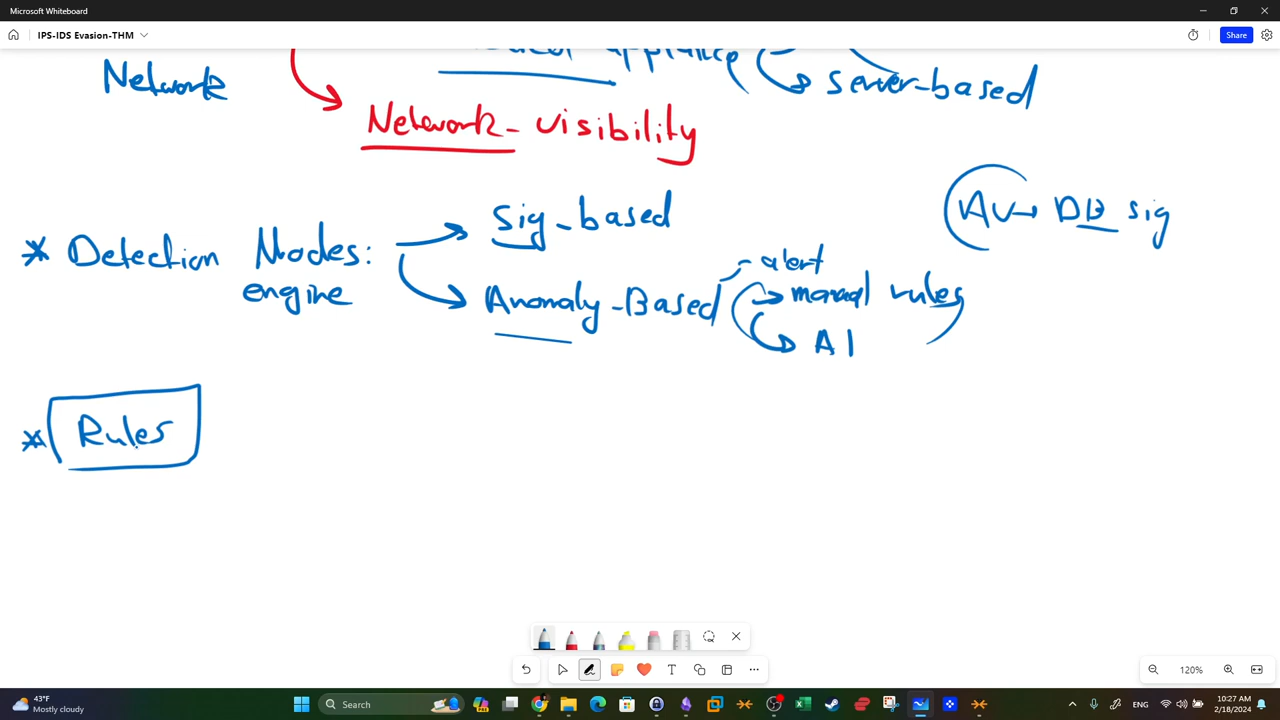 Microsoft Whiteboard
IPS-IDS Evasion-THM
Share
appliance
Network
server-based
Network-visibility
Sig-based
AV→ DB sig
* Detection Modes:
engine
alert
Anomaly-Based
manual rules
AI
* Rules
120%
43°F
Mostly cloudy
Search
ENG
10:27 AM
2/18/2024